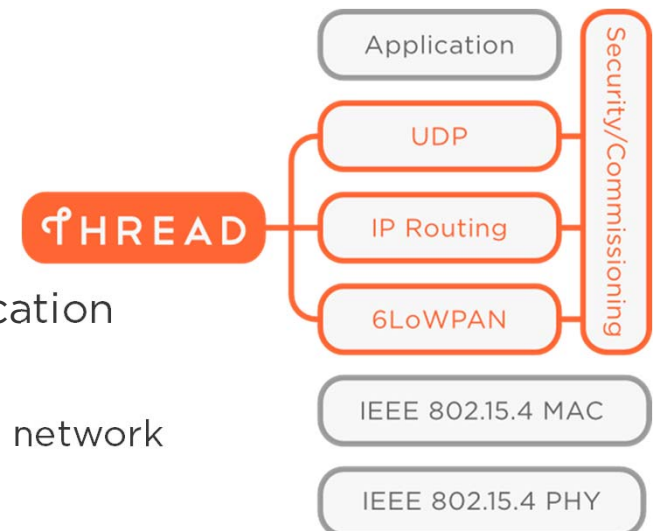 Application
UDP
THREAD
IP Routing
6LoWPAN
Security/Commissioning
cation
network
IEEE 802.15.4 MAC
IEEE 802.15.4 PHY